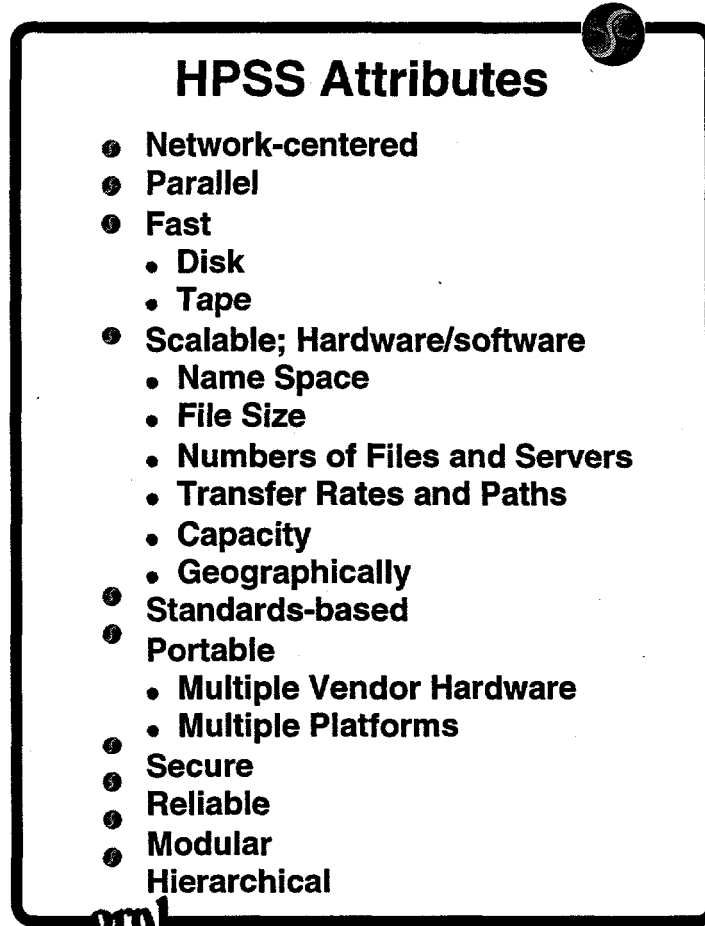 HPSS Attributes
Network-centered
Parallel
Fast
Disk
Tape
Scalable; Hardware/software
Name Space
File Size
Numbers of Files and Servers
Transfer Rates and Paths
Capacity
Geographically
Standards-based
Portable
Multiple Vendor Hardware
Multiple Platforms
Secure
Reliable
Modular
Hierarchical
ornl